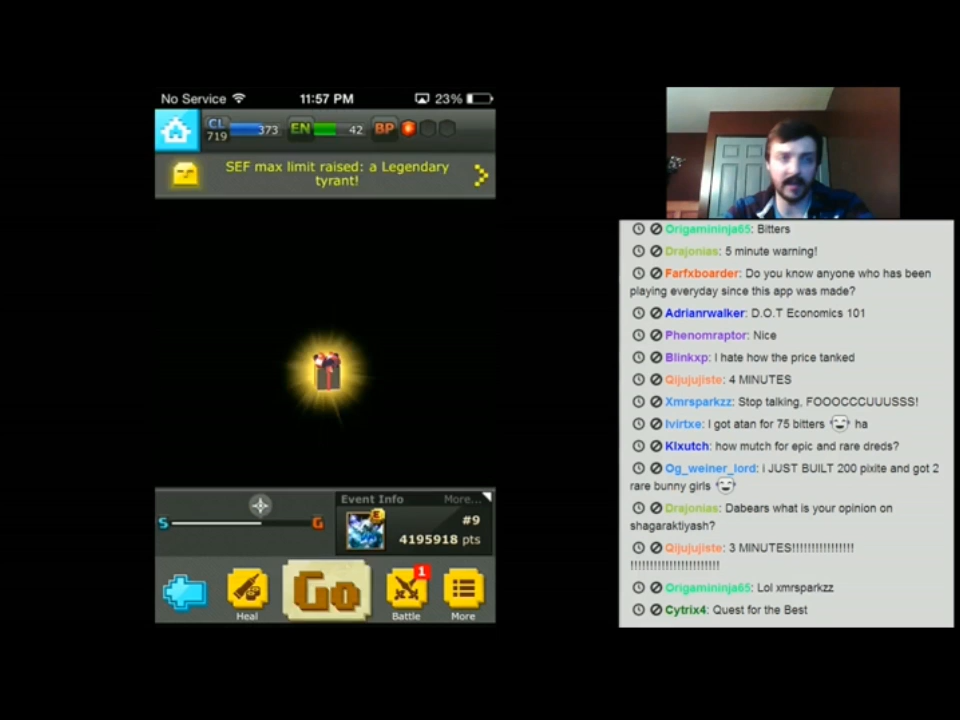 No Service 11:57 PM 23%
CL 719 373 EN 42 BP
SEF max limit raised: a Legendary
tyrant!
S G
Event Info More...
E
#9
4195918 pts
Go
1
Heal Battle More
Origamininja65: Bitters
Drajonias: 5 minute warning!
Farfxboarder: Do you know anyone who has been
playing everyday since this app was made?
Adrianrwalker: D.O.T Economics 101
Phenomraptor: Nice
Blinkxp: I hate how the price tanked
Qijujujiste: 4 MINUTES
Xmrsparkzz: Stop talking, FOOOCCCUUUSSS!
Ivirtxe: I got atan for 75 bitters ha
Klxutch: how mutch for epic and rare dreds?
Og_weiner_lord: i JUST BUILT 200 pixite and got 2
rare bunny girls
Drajonias: Dabears what is your opinion on
shagaraktiyash?
Qijujujiste: 3 MINUTES!!!!!!!!!!!!!!!!!
!!!!!!!!!!!!!!!!!!!!!!!!
Origamininja65: Lol xmrsparkzz
Cytrix4: Quest for the Best